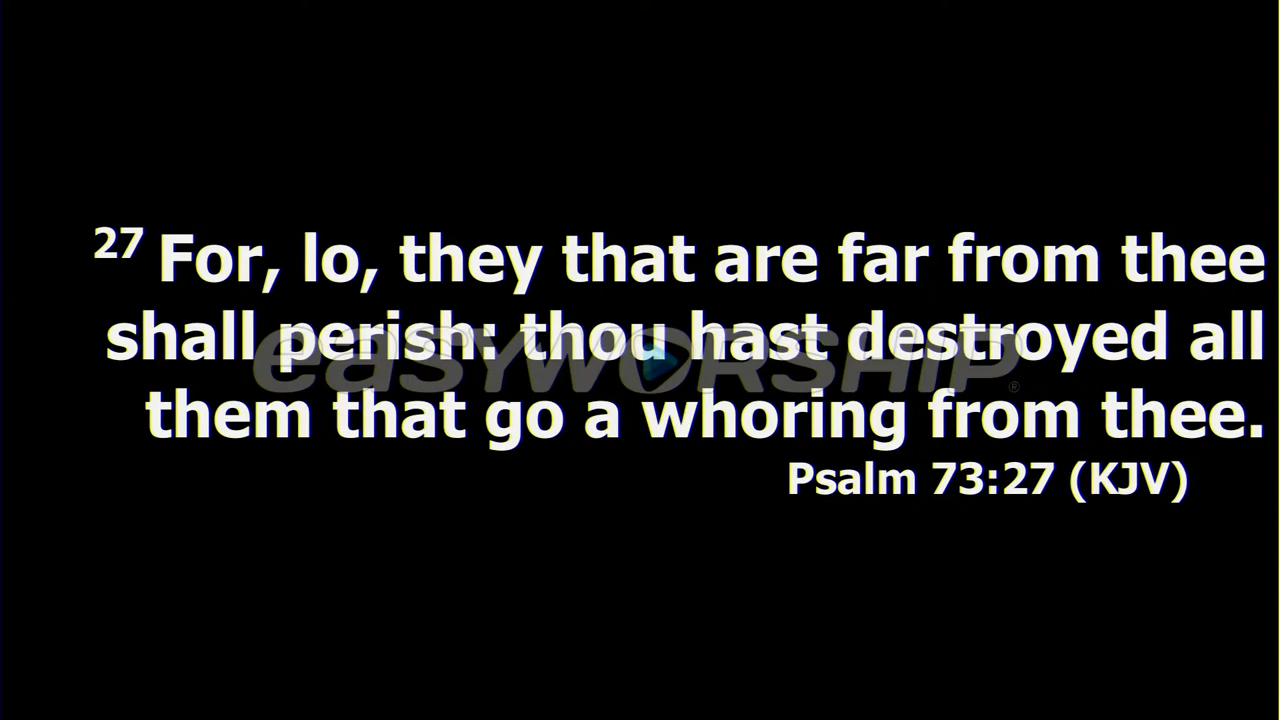 27 For, lo, they that are far from thee
shall perish: thou hast destroyed all
easyworship®
them that go a whoring from thee.
Psalm 73:27 (KJV)